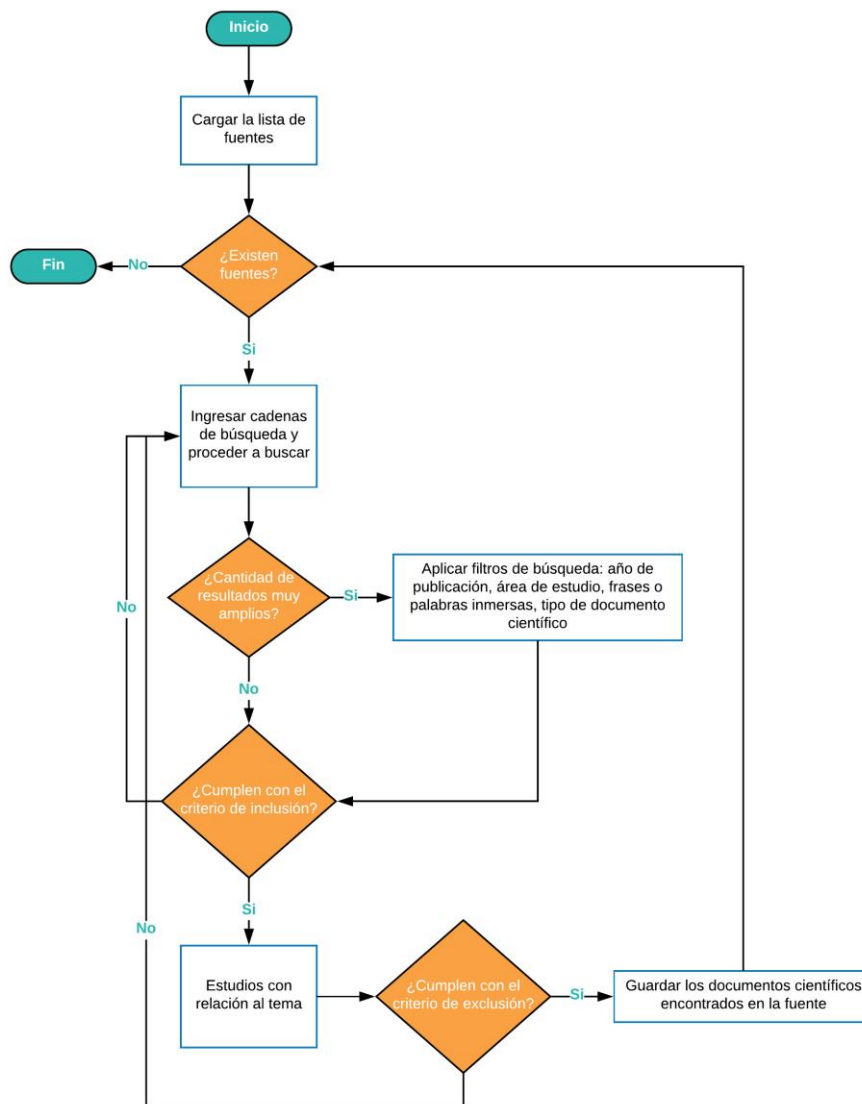 Inicio
Cargar la lista de
fuentes
¿Existen
fuentes?
No
Fin
Si
Ingresar cadenas
de búsqueda y
proceder a buscar
¿Cantidad de
resultados muy
amplios?
Si
Aplicar filtros de búsqueda: año de
publicación, área de estudio, frases o
palabras inmersas, tipo de documento
científico
No
No
¿Cumplen con el
criterio de inclusión?
Si
No
Estudios con
relación al tema
¿Cumplen con el
criterio de exclusión?
Si
Guardar los documentos científicos
encontrados en la fuente